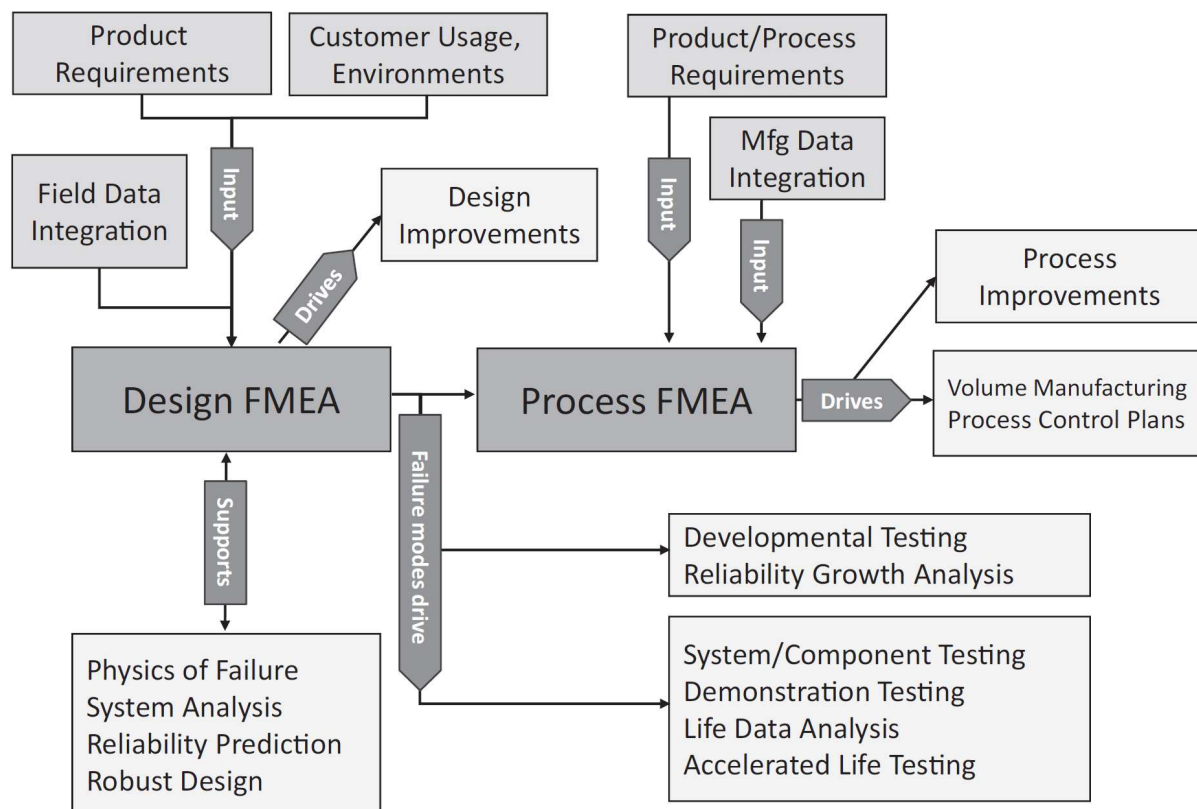 Product
Requirements
Customer Usage,
Environments
Product/Process
Requirements
Field Data
Integration
Input
Design
Improvements
Drives
Input
Mfg Data
Integration
Input
Process
Improvements
Design FMEA
Process FMEA
Drives
Volume Manufacturing
Process Control Plans
Supports
Failure modes drive
Developmental Testing
Reliability Growth Analysis
Physics of Failure
System Analysis
Reliability Prediction
Robust Design
System/Component Testing
Demonstration Testing
Life Data Analysis
Accelerated Life Testing